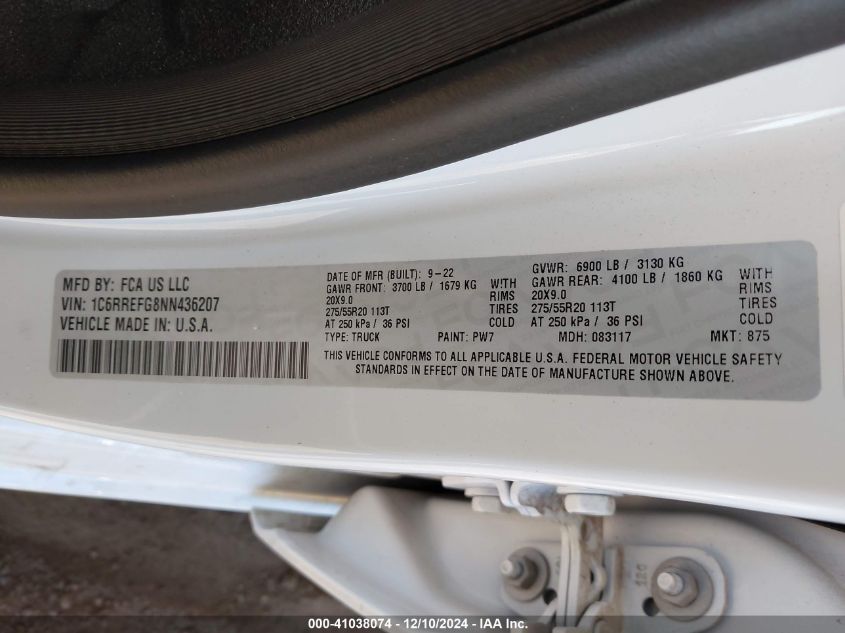 MFD BY: FCA US LLC
VIN: 1C6RREFG8NN436207
VEHICLE MADE IN: U.S.A.
DATE OF MFR (BUILT): 9-22
GVWR: 6900 LB / 3130 KG
GAWR FRONT: 3700 LB / 1679 KG WITH
GAWR REAR: 4100 LB / 1860 KG WITH
20X9.0 RIMS
20X9.0 RIMS
275/55R20 113T TIRES
275/55R20 113T TIRES
AT 250 kPa / 36 PSI COLD
AT 250 kPa / 36 PSI COLD
TYPE: TRUCK PAINT: PW7 MDH: 083117 MKT: 875
THIS VEHICLE CONFORMS TO ALL APPLICABLE U.S.A. FEDERAL MOTOR VEHICLE SAFETY
STANDARDS IN EFFECT ON THE DATE OF MANUFACTURE SHOWN ABOVE.
000-41038074 - 12/10/2024 - www.iaai.com - Copyright IAA, LLC